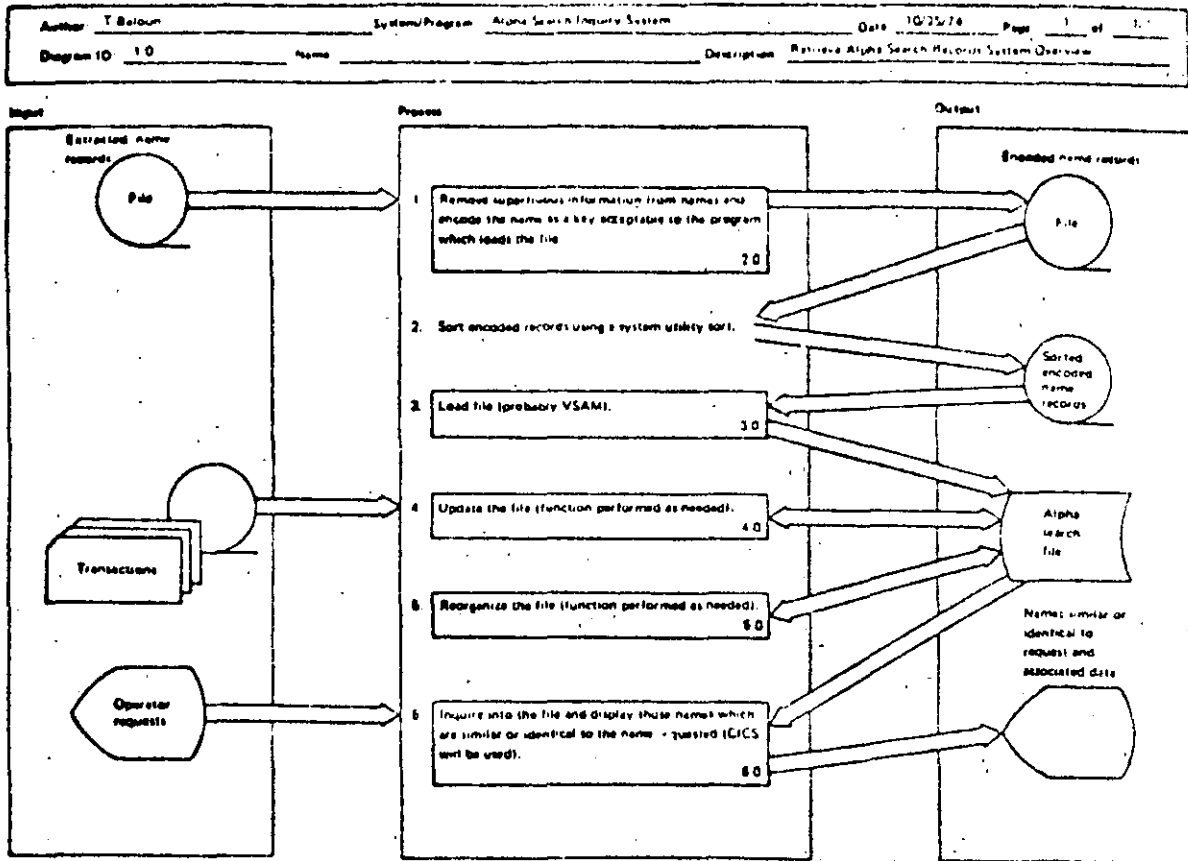 Author T Baloun System/Program Alpha Search Inquiry System Date 10/25/74 Page 1 of 1
Diagram ID 1.0 Name Description Retrieve Alpha Search Records System Overview
Input
Process
Output
Extracted name
records
File
1. Remove superfluous information from names and
encode the name as a key acceptable to the program
which loads the file
2.0
Encoded name records
File
2. Sort encoded records using a system utility sort.
Sorted
encoded
name
records
3. Load file (probably VSAM).
3.0
Transactions
4. Update the file (function performed as needed).
4.0
Alpha
search
file
5. Reorganize the file (function performed as needed).
5.0
Names similar or
identical to
request and
associated data
Operator
requests
6. Inquire into the file and display those names which
are similar or identical to the name (CICS
will be used).
6.0